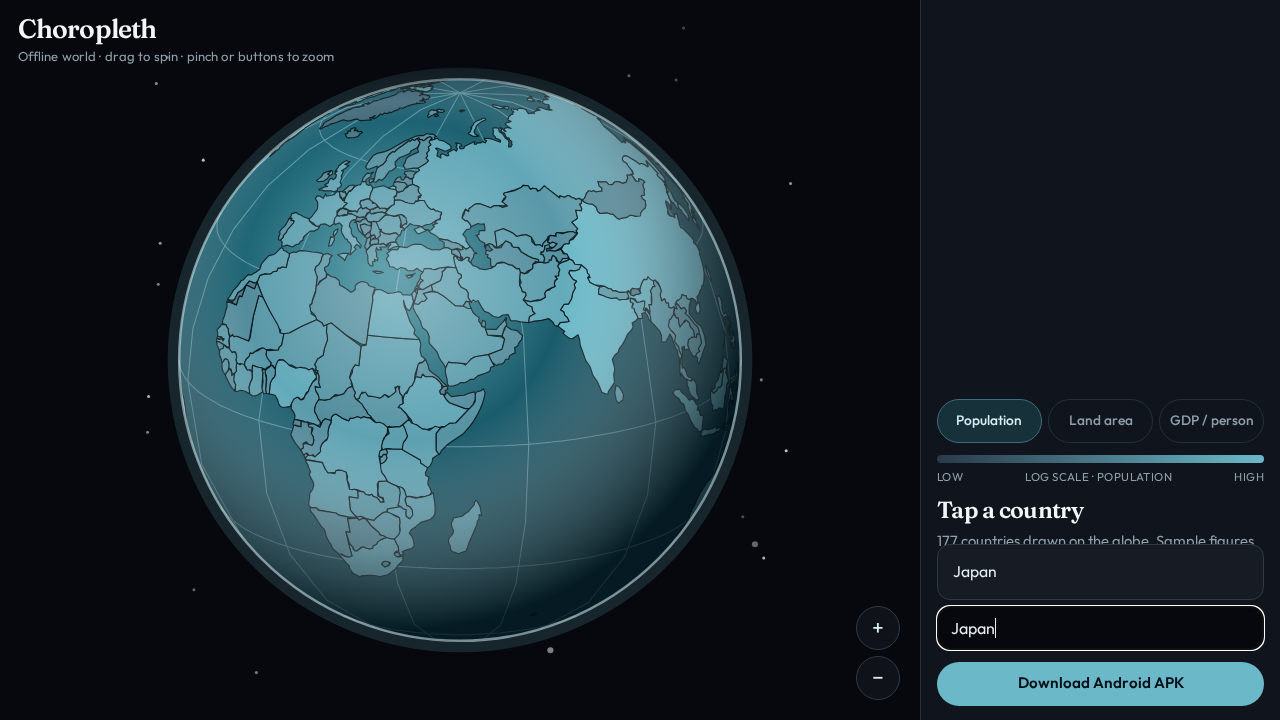 Choropleth
Offline world · drag to spin · pinch or buttons to zoom
Population
Land area
GDP / person
LOW
LOG SCALE · POPULATION
HIGH
Tap a country
177 countries drawn on the globe. Sample figures
Japan
Japan
+
−
Download Android APK